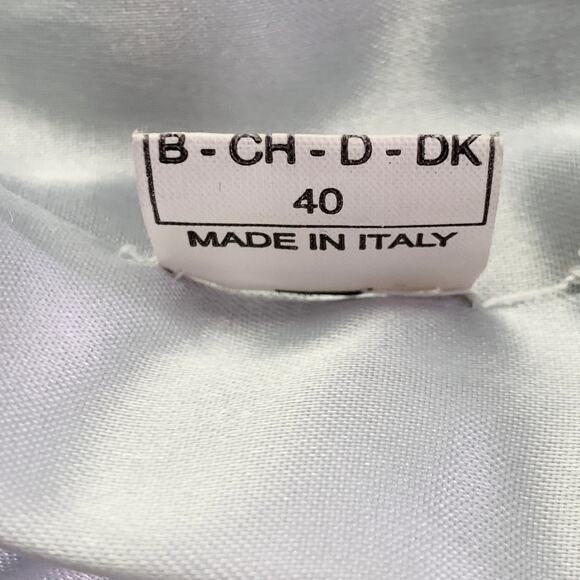 B - CH - D - DK
40
MADE IN ITALY